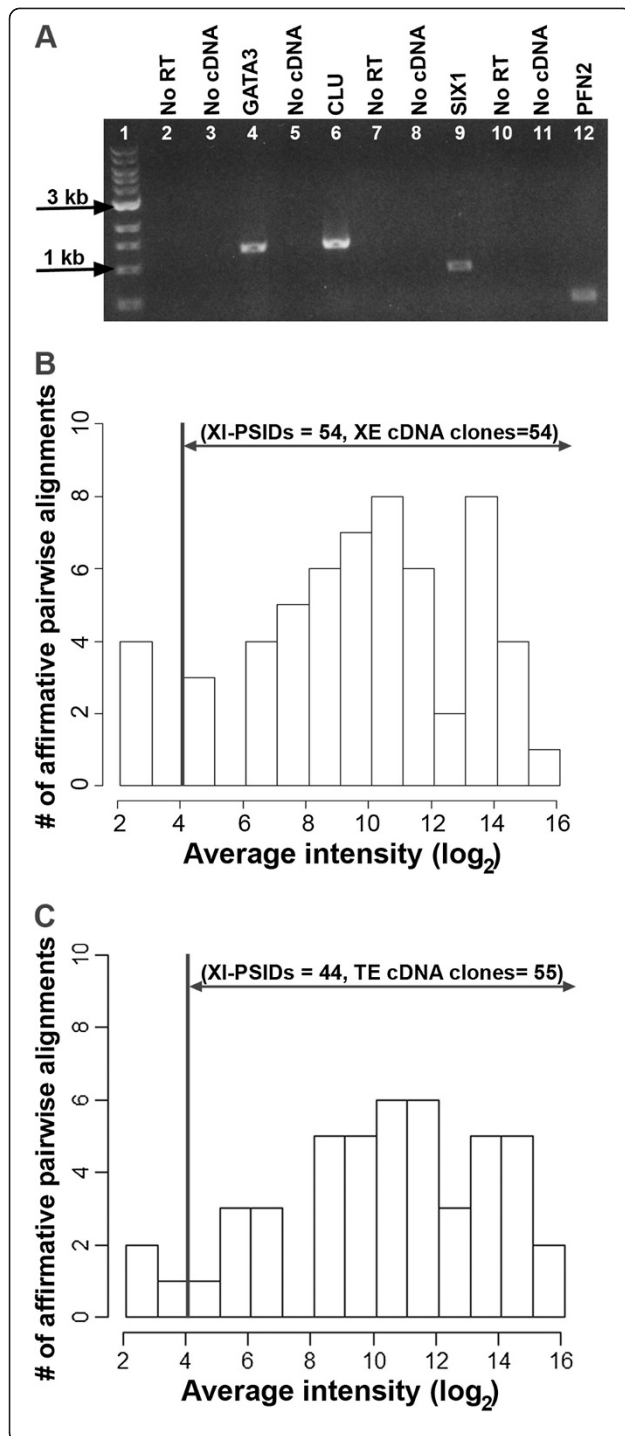 A
No RT
No cDNA
GATA3
No cDNA
CLU
No RT
No cDNA
SIX1
No RT
No cDNA
PFN2
1 2 3 4 5 6 7 8 9 10 11 12
3 kb
1 kb
B
# of affirmative pairwise alignments
(XI-PSIDs = 54, XE cDNA clones=54)
10
8
6
4
2
0
2 4 6 8 10 12 14 16
Average intensity (log2)
C
# of affirmative pairwise alignments
(XI-PSIDs = 44, TE cDNA clones= 55)
10
8
6
4
2
0
2 4 6 8 10 12 14 16
Average intensity (log2)